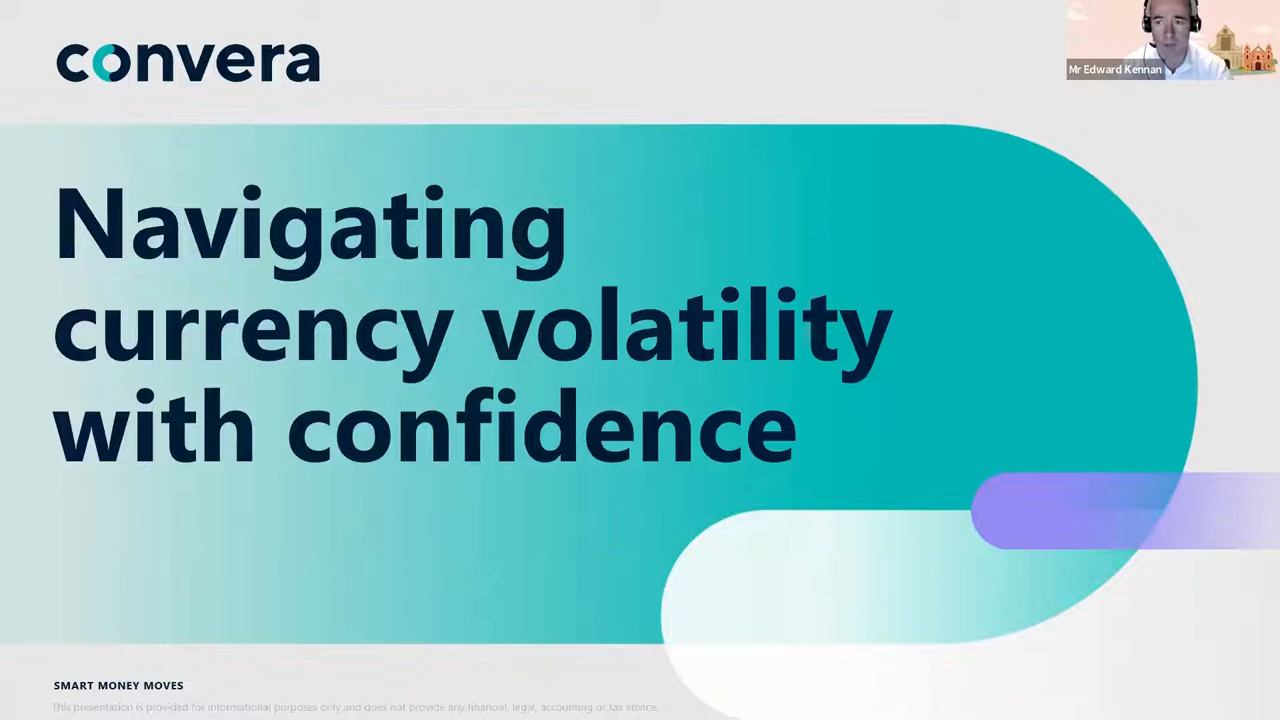 convera
Mr Edward Kennan
Navigating
currency volatility
with confidence
SMART MONEY MOVES
This presentation is provided for informational purposes only and does not provide any financial, legal, accounting or tax advice.